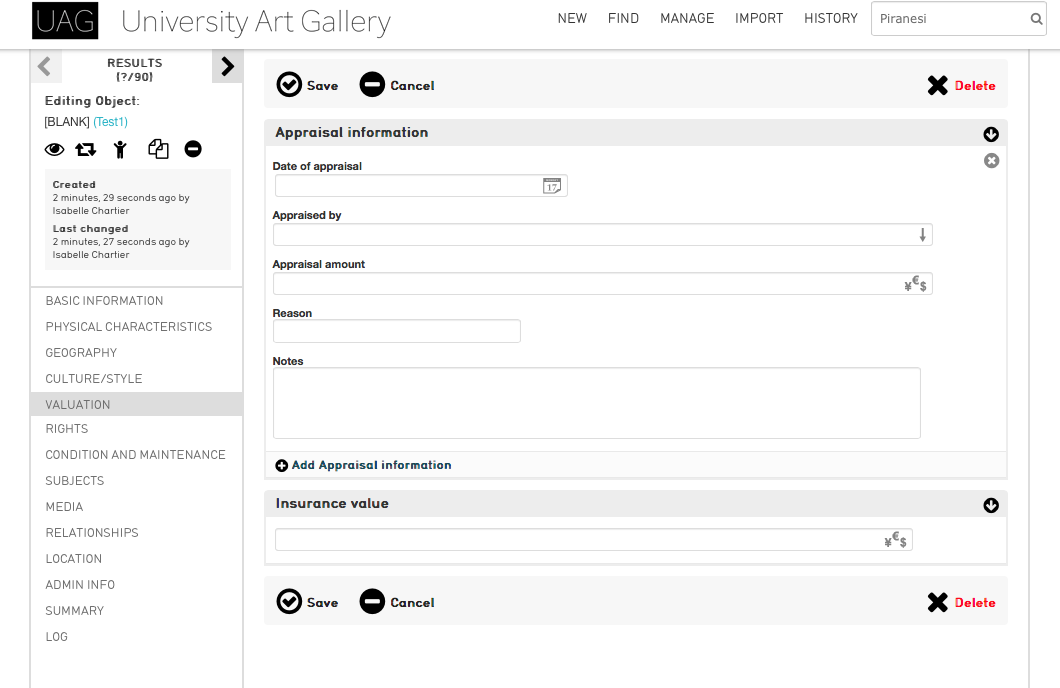 UAG University Art Gallery
NEW FIND MANAGE IMPORT HISTORY Piranesi
RESULTS
(?/90)
Editing Object:
[BLANK] (Test1)
Created
2 minutes, 29 seconds ago by
Isabelle Chartier
Last changed
2 minutes, 27 seconds ago by
Isabelle Chartier
BASIC INFORMATION
PHYSICAL CHARACTERISTICS
GEOGRAPHY
CULTURE/STYLE
VALUATION
RIGHTS
CONDITION AND MAINTENANCE
SUBJECTS
MEDIA
RELATIONSHIPS
LOCATION
ADMIN INFO
SUMMARY
LOG
Save Cancel Delete
Appraisal information
Date of appraisal
17
Appraised by
Appraisal amount
¥€$
Reason
Notes
Add Appraisal information
Insurance value
¥€$
Save Cancel Delete